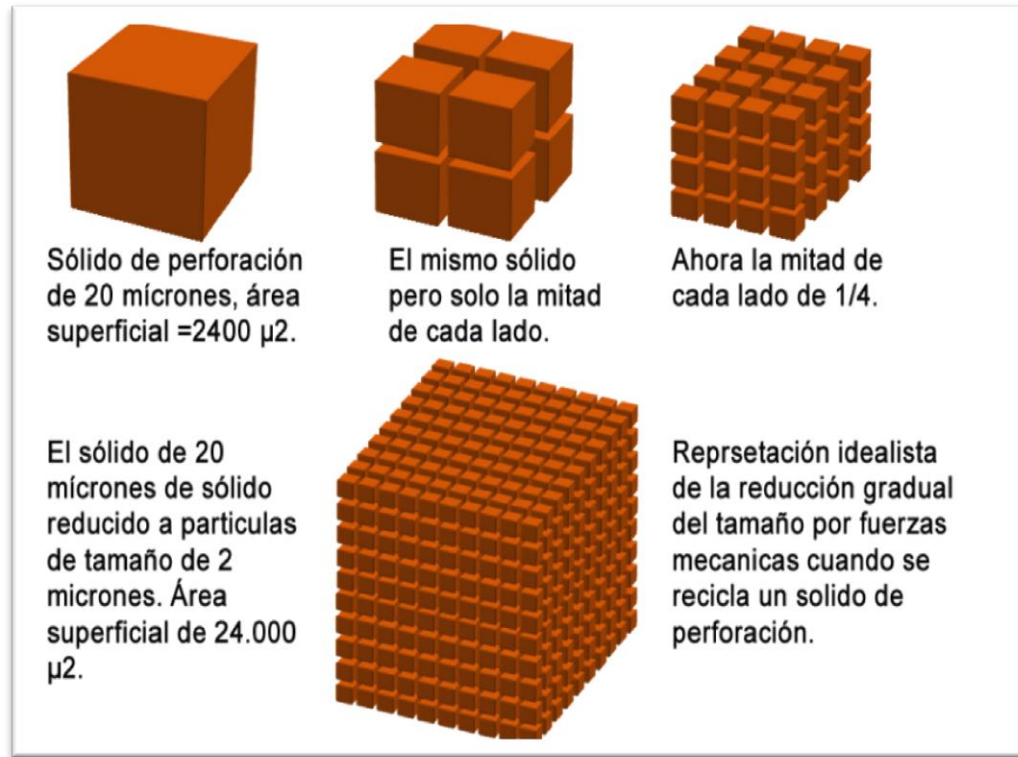 Sólido de perforación
de 20 mícrones, área
superficial =2400 µ2.
El mismo sólido
pero solo la mitad
de cada lado.
Ahora la mitad de
cada lado de 1/4.
El sólido de 20
mícrones de sólido
reducido a particulas
de tamaño de 2
micrones. Área
superficial de 24.000
µ2.
Reprsetación idealista
de la reducción gradual
del tamaño por fuerzas
mecanicas cuando se
recicla un solido de
perforación.